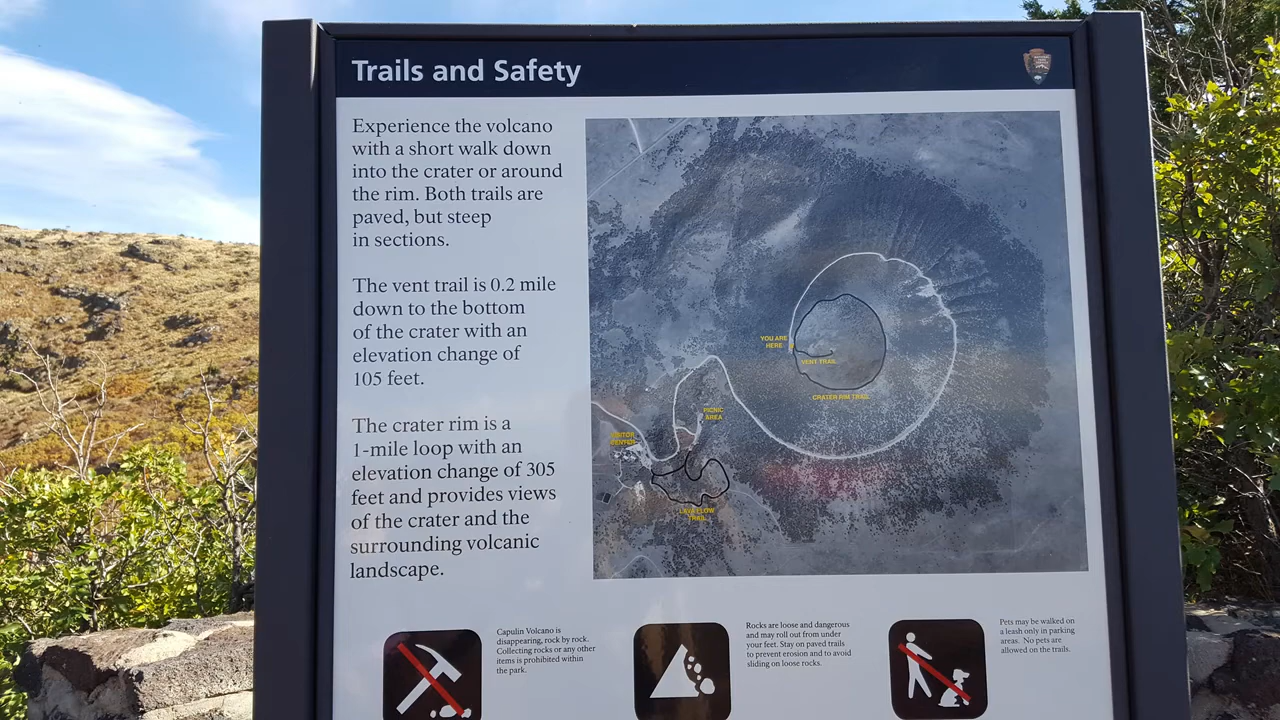 Trails and Safety
Experience the volcano
with a short walk down
into the crater or around
the rim. Both trails are
paved, but steep
in sections.
The vent trail is 0.2 mile
down to the bottom
of the crater with an
elevation change of
105 feet.
The crater rim is a
1-mile loop with an
elevation change of 305
feet and provides views
of the crater and the
surrounding volcanic
landscape.
YOU ARE
HERE
VENT TRAIL
CRATER RIM TRAIL
PICNIC
AREA
VISITOR
CENTER
LAVA FLOW
TRAIL
Capulin Volcano is
disappearing, rock by rock.
Collecting rocks or any other
items is prohibited within
the park.
Rocks are loose and dangerous
and may roll out from under
your feet. Stay on paved trails
to prevent erosion and to avoid
sliding on loose rocks.
Pets may be walked on
a leash only in parking
areas. No pets are
allowed on the trails.